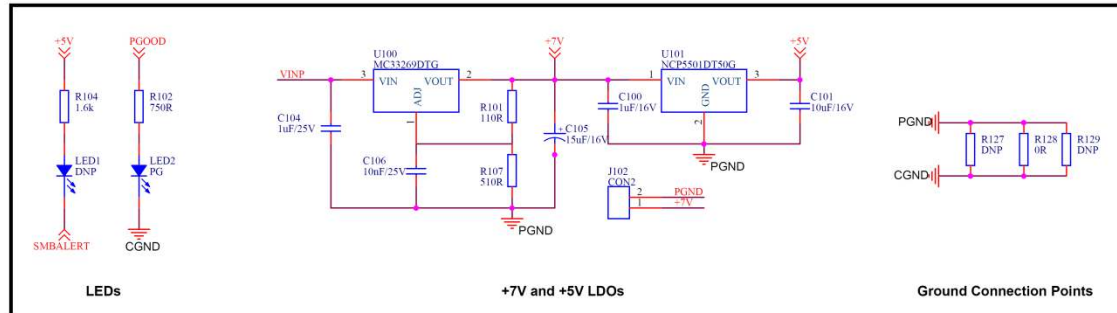 +5V
PGOOD
R104
1.6k
R102
750R
LED1
DNP
LED2
PG
SMBALERT
CGND
LEDs
VINP
U100
MC33269DTG
3
VIN
VOUT
2
ADJ
1
C104
1uF/25V
C106
10nF/25V
R101
110R
R107
510R
+7V
+
C105
15uF/16V
PGND
C100
1uF/16V
U101
NCP5501DT50G
1
VIN
VOUT
3
GND
2
+5V
C101
10uF/16V
PGND
J102
CON2
2
PGND
1
+7V
+7V and +5V LDOs
PGND
CGND
R127
DNP
R128
0R
R129
DNP
Ground Connection Points